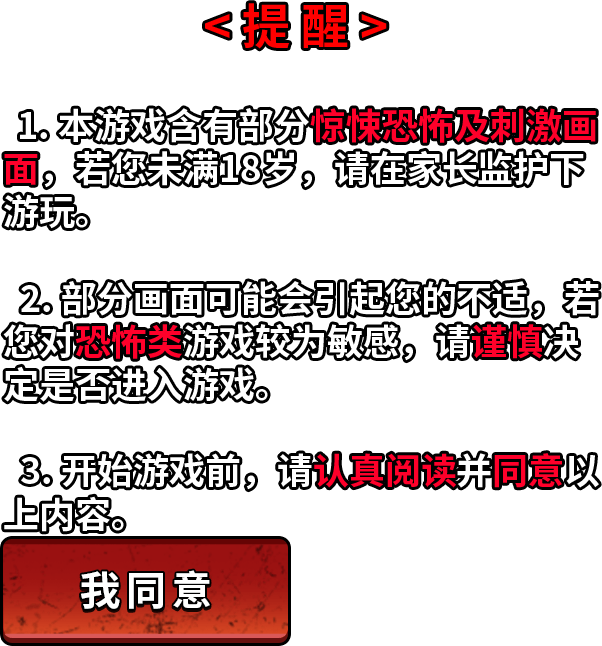 <提醒>
1. 本游戏含有部分惊悚恐怖及刺激画
面，若您未满18岁，请在家长监护下
游玩。
2. 部分画面可能会引起您的不适，若
您对恐怖类游戏较为敏感，请谨慎决
定是否进入游戏。
3. 开始游戏前，请认真阅读并同意以
上内容。
我同意